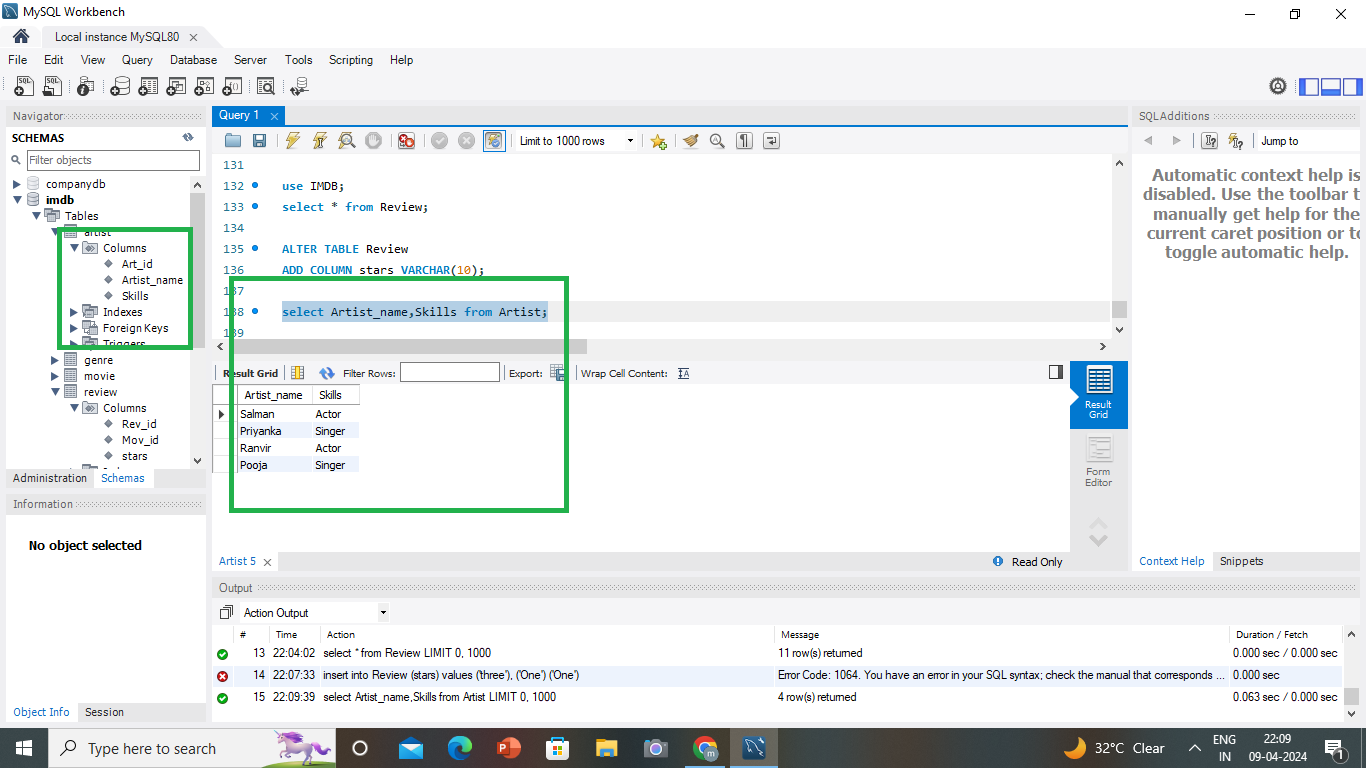 MySQL Workbench
Local instance MySQL80
File Edit View Query Database Server Tools Scripting Help
Navigator
SCHEMAS
Filter objects
companydb
imdb
Tables
artist
Columns
Art_id
Artist_name
Skills
Indexes
Foreign Keys
Triggers
genre
movie
review
Columns
Rev_id
Mov_id
stars
Administration Schemas
Information
No object selected
Object Info Session
Query 1
Limit to 1000 rows
131
132 use IMDB;
133 select * from Review;
134
135 ALTER TABLE Review
136 ADD COLUMN stars VARCHAR(10);
137
138 select Artist_name,Skills from Artist;
139
Result Grid Filter Rows: Export: Wrap Cell Content:
Artist_name Skills
Salman Actor
Priyanka Singer
Ranvir Actor
Pooja Singer
Result
Grid
Form
Editor
Artist 5
Read Only
SQLAdditions
Jump to
Automatic context help is
disabled. Use the toolbar t
manually get help for the
current caret position or to
toggle automatic help.
Context Help Snippets
Output
Action Output
# Time Action Message Duration / Fetch
13 22:04:02 select * from Review LIMIT 0, 1000 11 row(s) returned 0.000 sec / 0.000 sec
14 22:07:33 insert into Review (stars) values ('three'), ('One') ('One') Error Code: 1064. You have an error in your SQL syntax; check the manual that corresponds ... 0.000 sec
15 22:09:39 select Artist_name,Skills from Artist LIMIT 0, 1000 4 row(s) returned 0.063 sec / 0.000 sec
Type here to search
32°C Clear
ENG
IN
22:09
09-04-2024
1